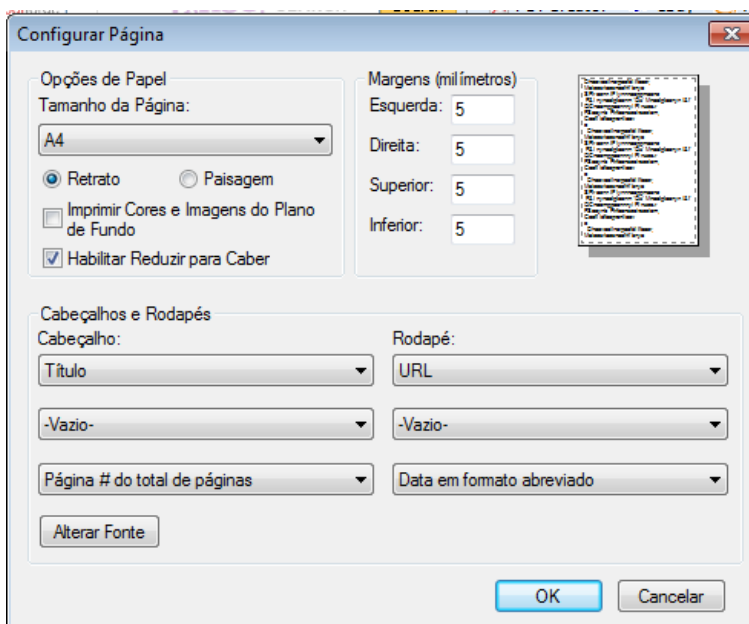 Configurar Página
Opções de Papel
Tamanho da Página:
A4
Retrato
Paisagem
Imprimir Cores e Imagens do Plano
de Fundo
Habilitar Reduzir para Caber
Margens (milímetros)
Esquerda: 5
Direita: 5
Superior: 5
Inferior: 5
Cabeçalhos e Rodapés
Cabeçalho:
Rodapé:
Título
URL
-Vazio-
-Vazio-
Página # do total de páginas
Data em formato abreviado
Alterar Fonte
OK
Cancelar